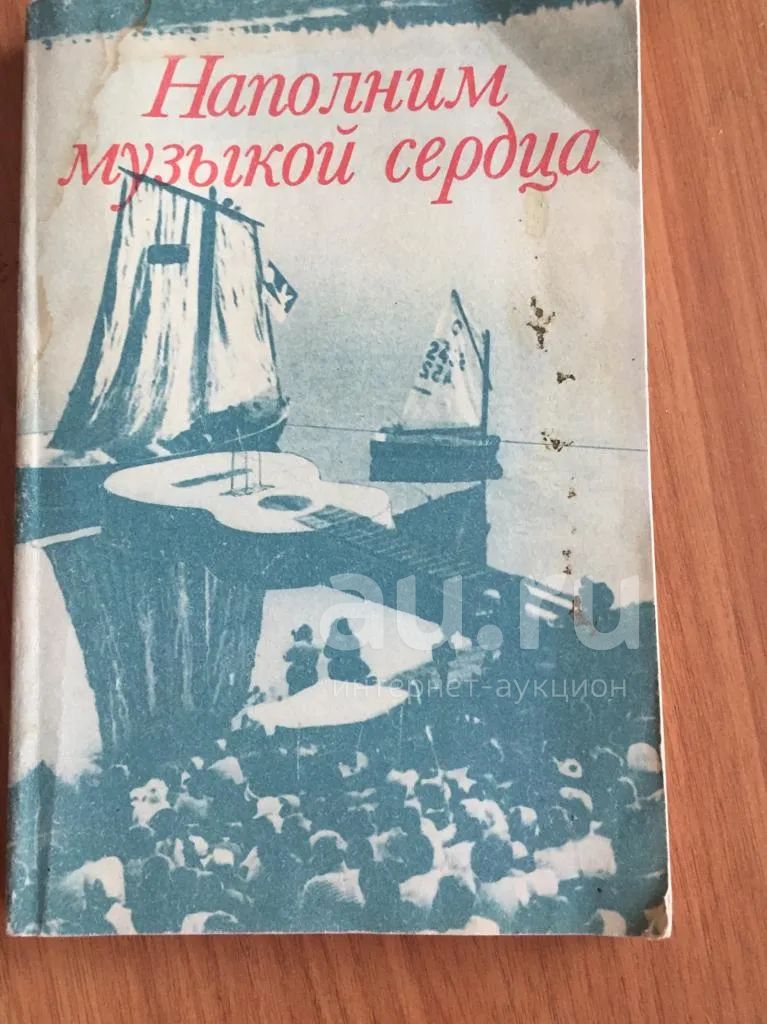 Наполним
музыкой сердца
au.ru
интернет-аукцион